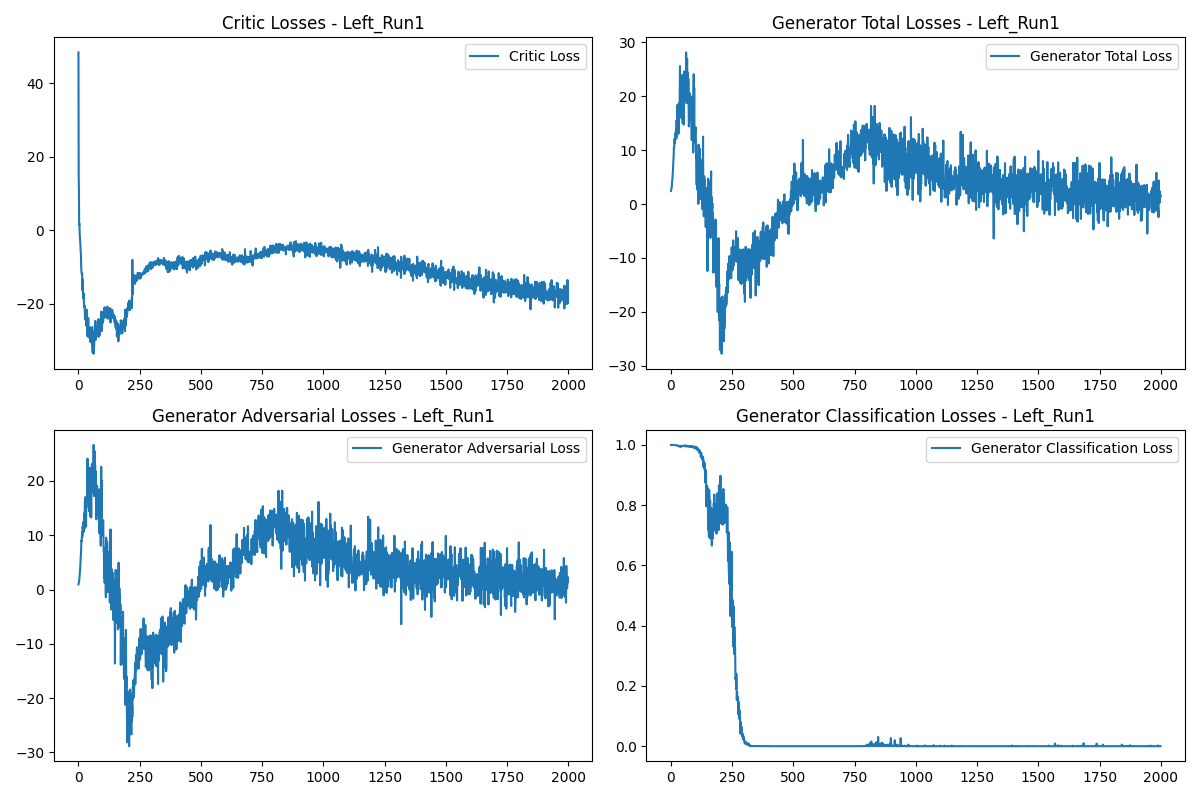 Critic Losses - Left_Run1
Critic Loss
40
20
0
−20
0 250 500 750 1000 1250 1500 1750 2000
Generator Total Losses - Left_Run1
Generator Total Loss
30
20
10
0
−10
−20
−30
0 250 500 750 1000 1250 1500 1750 2000
Generator Adversarial Losses - Left_Run1
Generator Adversarial Loss
20
10
0
−10
−20
−30
0 250 500 750 1000 1250 1500 1750 2000
Generator Classification Losses - Left_Run1
Generator Classification Loss
1.0
0.8
0.6
0.4
0.2
0.0
0 250 500 750 1000 1250 1500 1750 2000